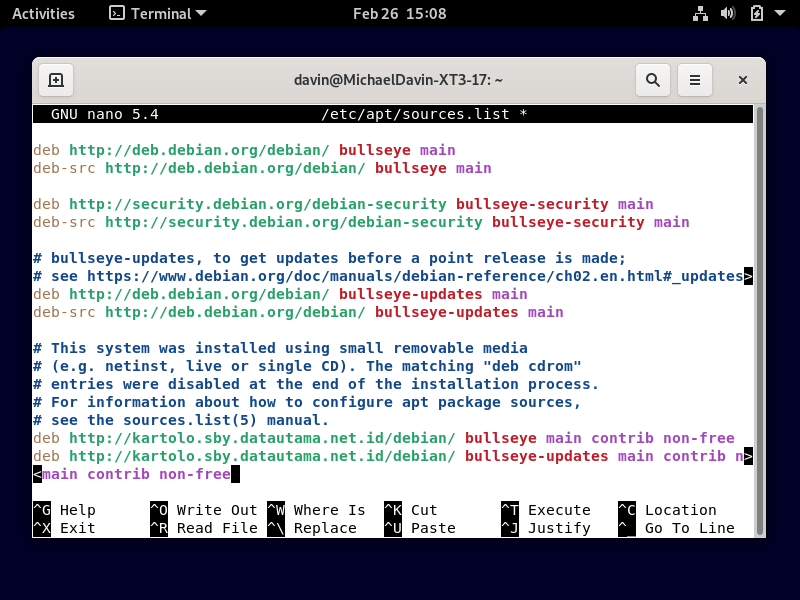 Activities Terminal Feb 26 15:08
davin@MichaelDavin-XT3-17: ~
GNU nano 5.4 /etc/apt/sources.list *
deb http://deb.debian.org/debian/ bullseye main
deb-src http://deb.debian.org/debian/ bullseye main
deb http://security.debian.org/debian-security bullseye-security main
deb-src http://security.debian.org/debian-security bullseye-security main
# bullseye-updates, to get updates before a point release is made;
# see https://www.debian.org/doc/manuals/debian-reference/ch02.en.html#_updates>
deb http://deb.debian.org/debian/ bullseye-updates main
deb-src http://deb.debian.org/debian/ bullseye-updates main
# This system was installed using small removable media
# (e.g. netinst, live or single CD). The matching "deb cdrom"
# entries were disabled at the end of the installation process.
# For information about how to configure apt package sources,
# see the sources.list(5) manual.
deb http://kartolo.sby.datautama.net.id/debian/ bullseye main contrib non-free
deb http://kartolo.sby.datautama.net.id/debian/ bullseye-updates main contrib n>
<main contrib non-free
^G Help ^O Write Out ^W Where Is ^K Cut ^T Execute ^C Location
^X Exit ^R Read File ^\ Replace ^U Paste ^J Justify ^_ Go To Line